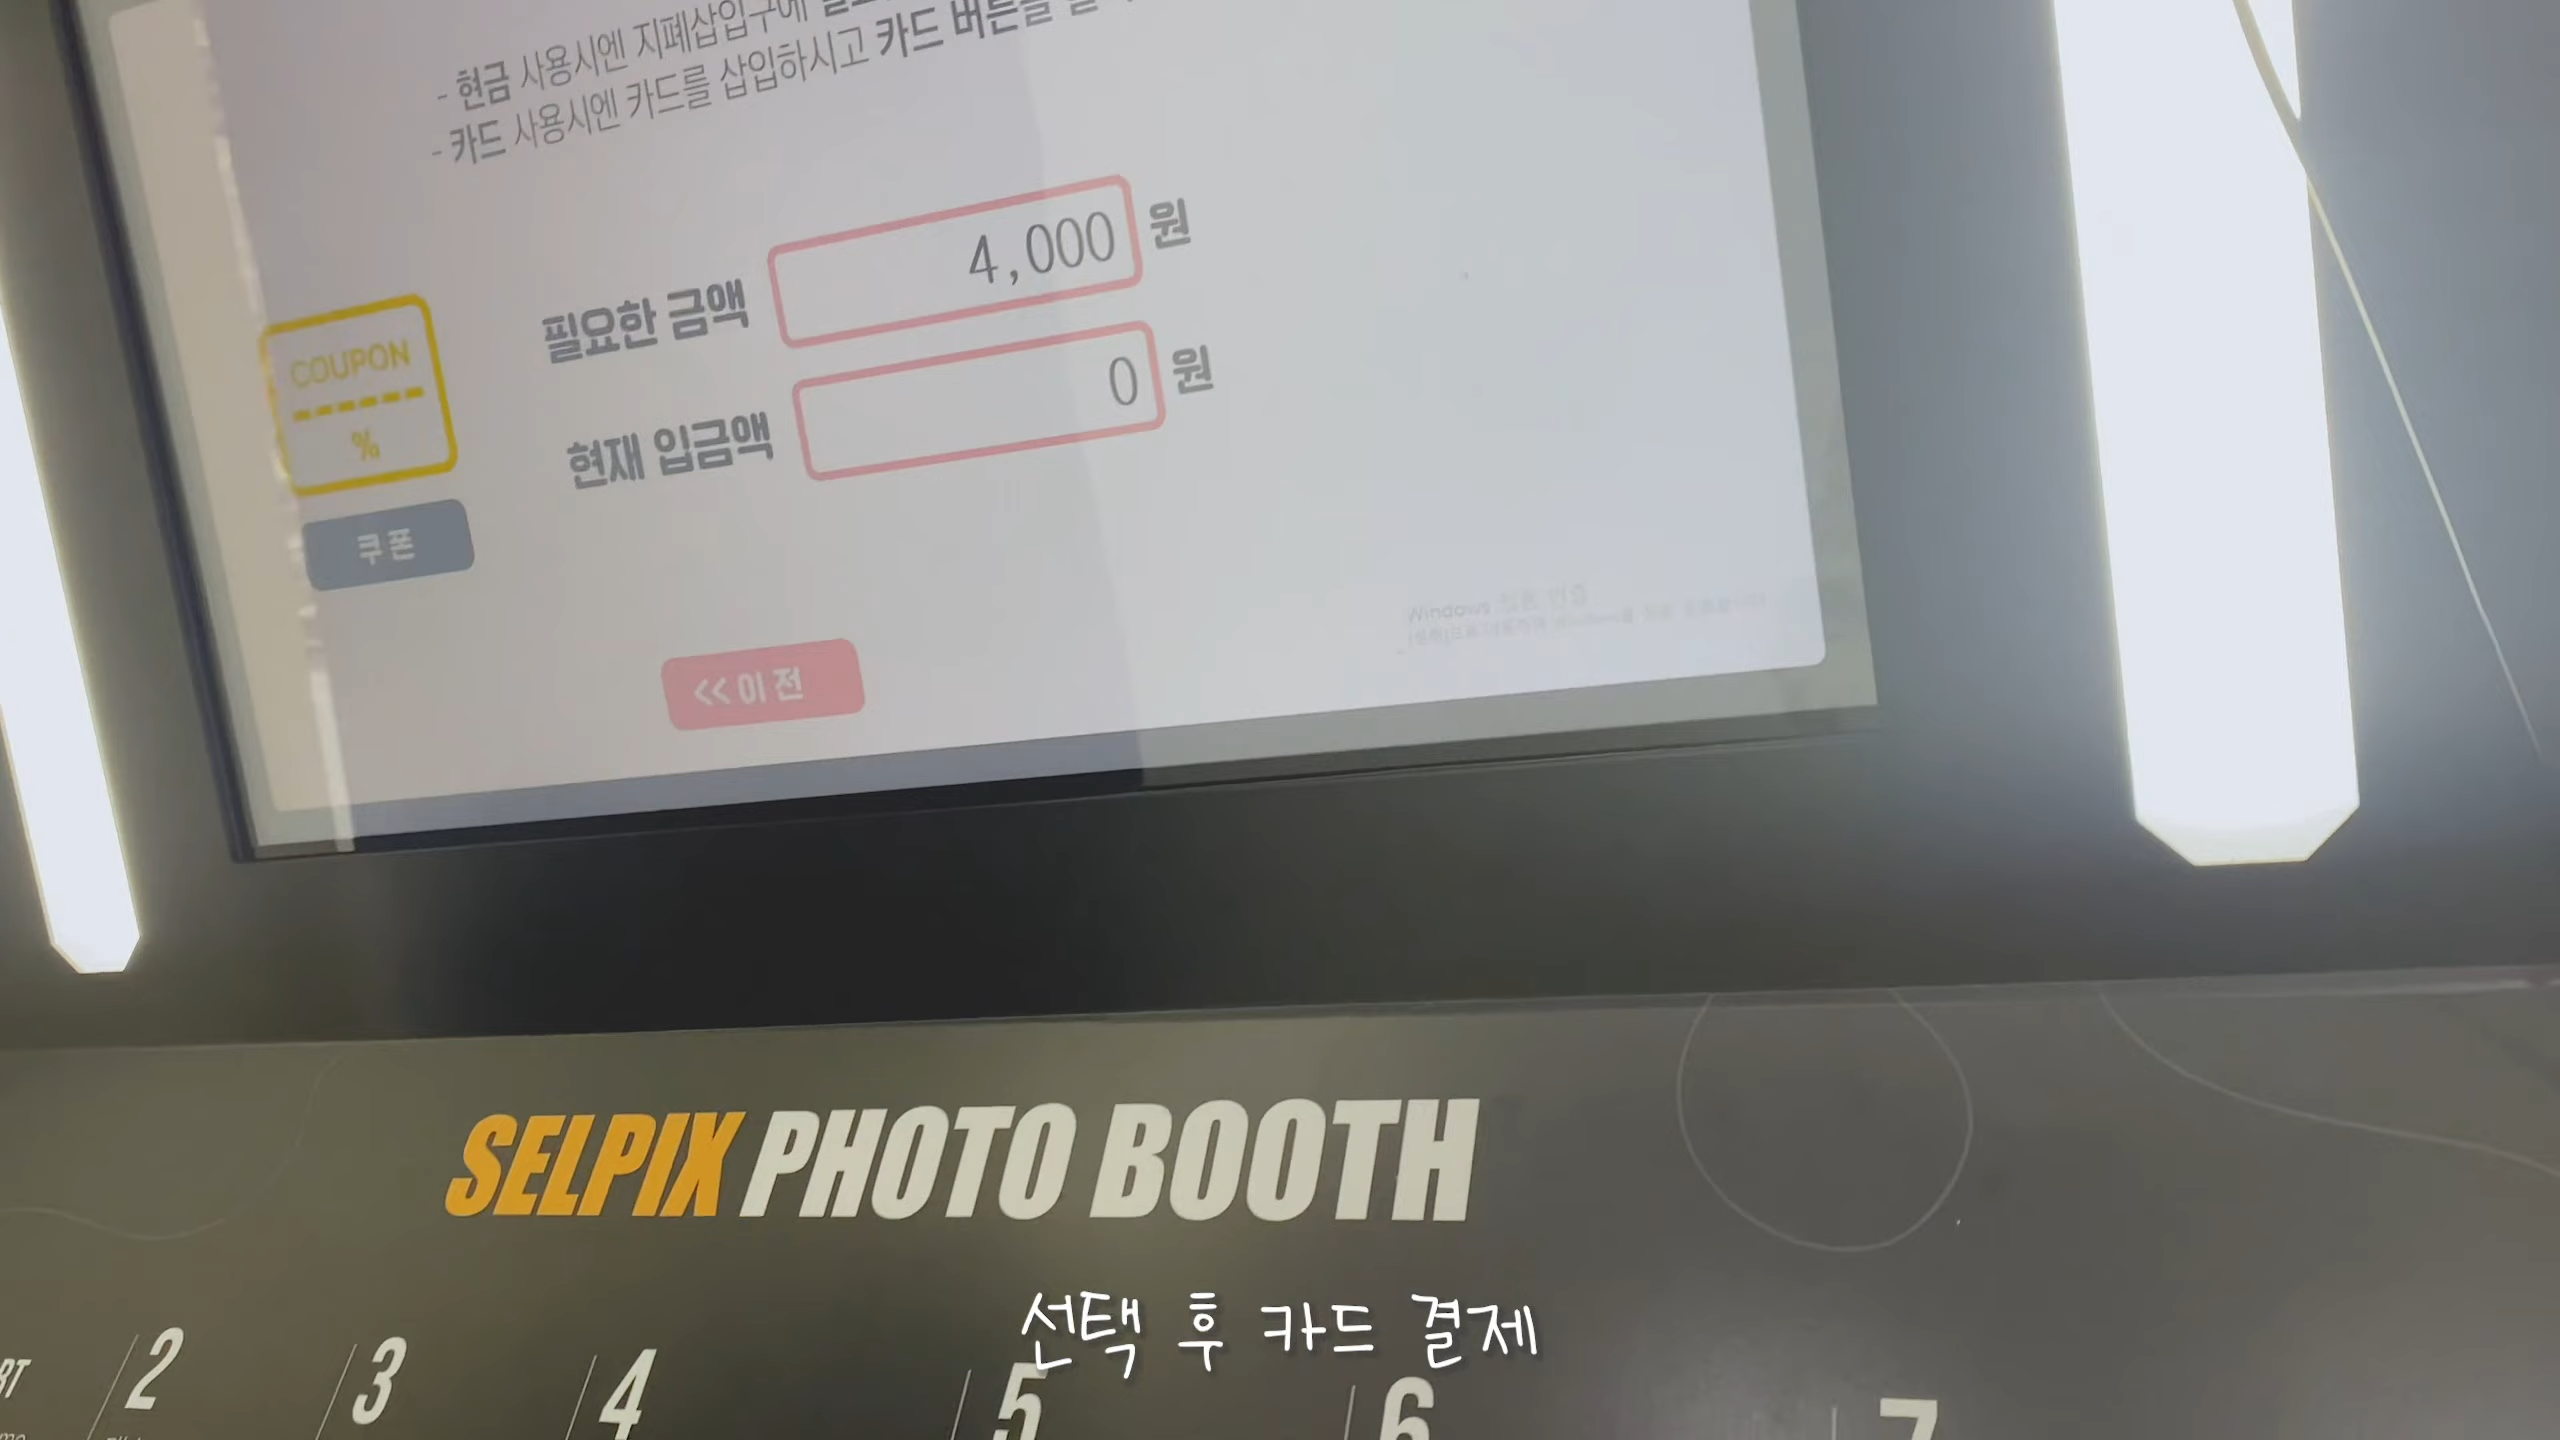 - 현금 사용시엔 지폐삽입구에
- 카드 사용시엔 카드를 삽입하시고 카드 버튼을
필요한 금액 4,000 원
현재 입금액 0 원
COUPON
%
쿠폰
<< 이전
Windows
SELPIX PHOTO BOOTH
선택 후 카드 결제
2 3 4 5 6 7